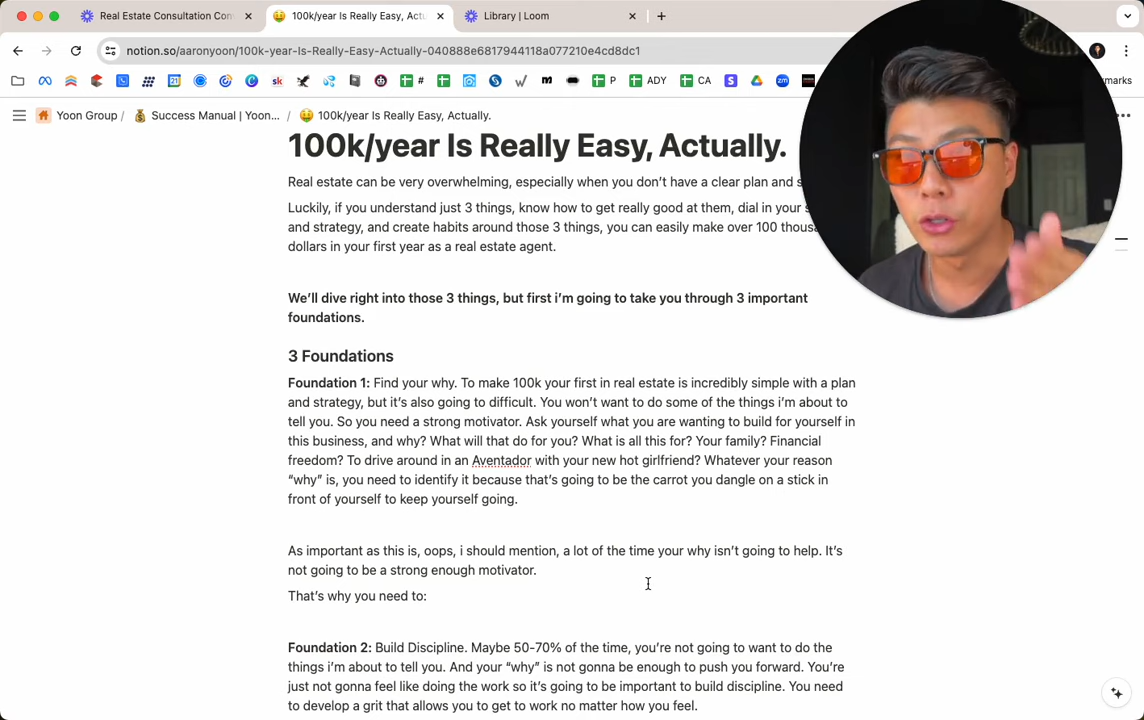 Real Estate Consultation Con
100k/year Is Really Easy, Actu
Library | Loom
notion.so/aaronyoon/100k-year-Is-Really-Easy-Actually-040888e6817944118a077210e4cd8dc1
#
P
ADY
CA
marks
Yoon Group / Success Manual | Yoon... / 100k/year Is Really Easy, Actually.
100k/year Is Really Easy, Actually.
Real estate can be very overwhelming, especially when you don’t have a clear plan and s
Luckily, if you understand just 3 things, know how to get really good at them, dial in your s
and strategy, and create habits around those 3 things, you can easily make over 100 thousa
dollars in your first year as a real estate agent.
We’ll dive right into those 3 things, but first i’m going to take you through 3 important
foundations.
3 Foundations
Foundation 1: Find your why. To make 100k your first in real estate is incredibly simple with a plan
and strategy, but it’s also going to difficult. You won’t want to do some of the things i’m about to
tell you. So you need a strong motivator. Ask yourself what you are wanting to build for yourself in
this business, and why? What will that do for you? What is all this for? Your family? Financial
freedom? To drive around in an Aventador with your new hot girlfriend? Whatever your reason
“why” is, you need to identify it because that’s going to be the carrot you dangle on a stick in
front of yourself to keep yourself going.
As important as this is, oops, i should mention, a lot of the time your why isn’t going to help. It’s
not going to be a strong enough motivator.
That’s why you need to:
Foundation 2: Build Discipline. Maybe 50-70% of the time, you’re not going to want to do the
things i’m about to tell you. And your “why” is not gonna be enough to push you forward. You’re
just not gonna feel like doing the work so it’s going to be important to build discipline. You need
to develop a grit that allows you to get to work no matter how you feel.